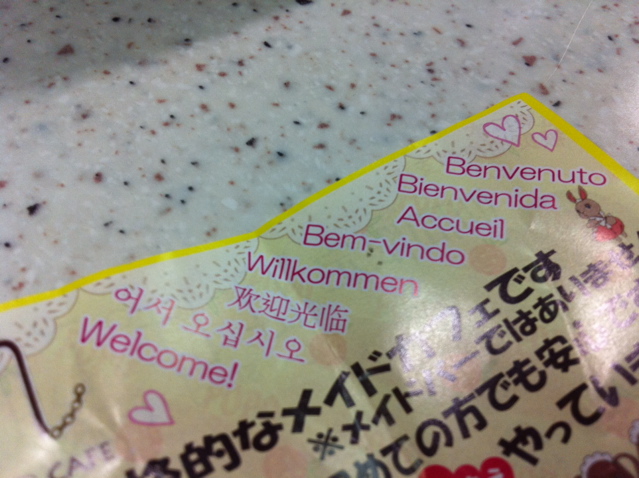 Benvenuto
Bienvenida
Accueil
Bem-vindo
Willkommen
欢迎光临
어서 오십시오
Welcome!
格的なメイドカフェです
※メイドバーではありませ
めての方でも安
やってい
CAFE